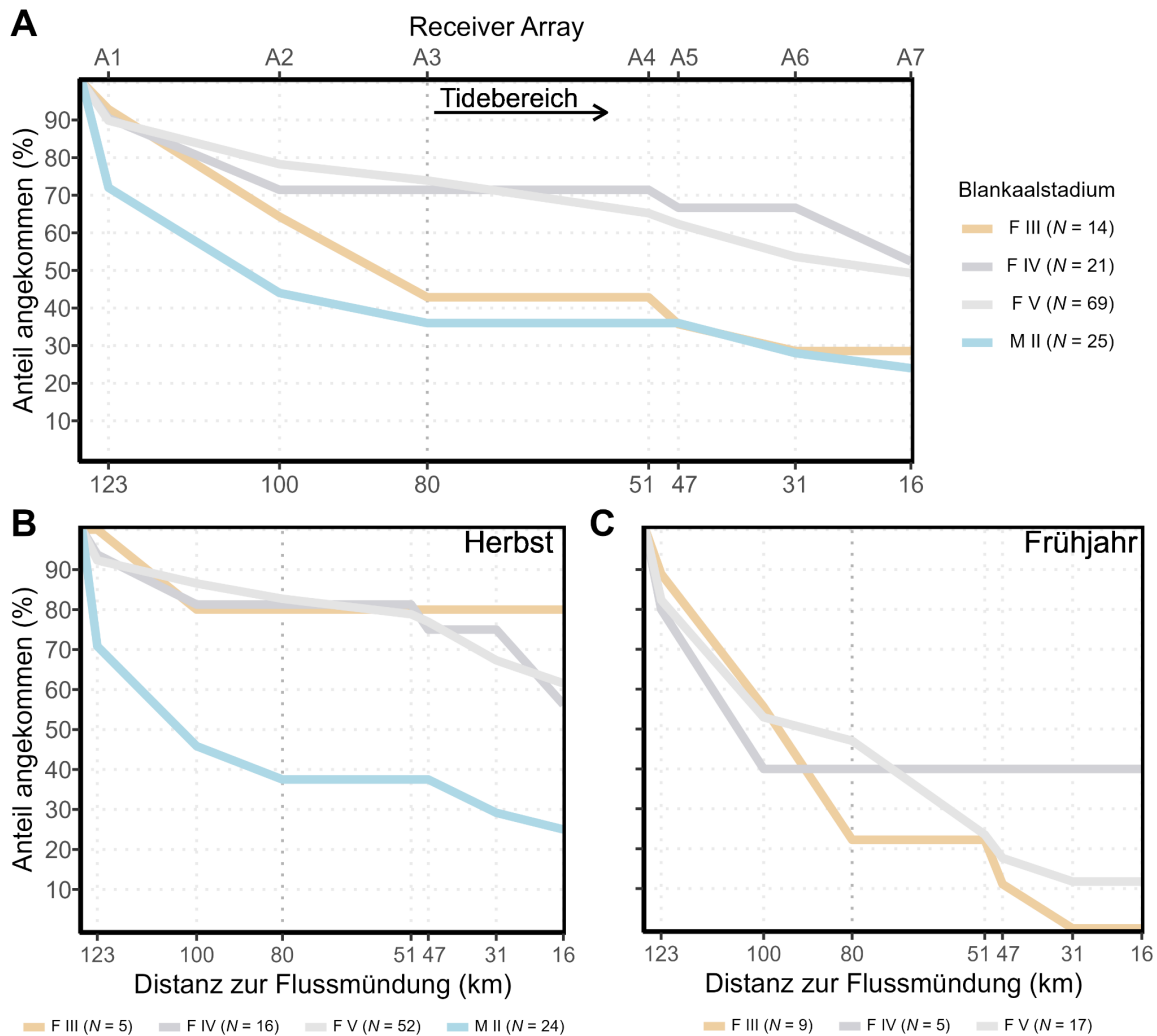 A
Receiver Array
A1 A2 A3 A4 A5 A6 A7
Tidebereich
Anteil angekommen (%)
90
80
70
60
50
40
30
20
10
123 100 80 51 47 31 16
Blankaalstadium
F III (N = 14)
F IV (N = 21)
F V (N = 69)
M II (N = 25)
B
Herbst
Anteil angekommen (%)
90
80
70
60
50
40
30
20
10
123 100 80 51 47 31 16
Distanz zur Flussmündung (km)
F III (N = 5) F IV (N = 16) F V (N = 52) M II (N = 24)
C
Frühjahr
123 100 80 51 47 31 16
Distanz zur Flussmündung (km)
F III (N = 9) F IV (N = 5) F V (N = 17)